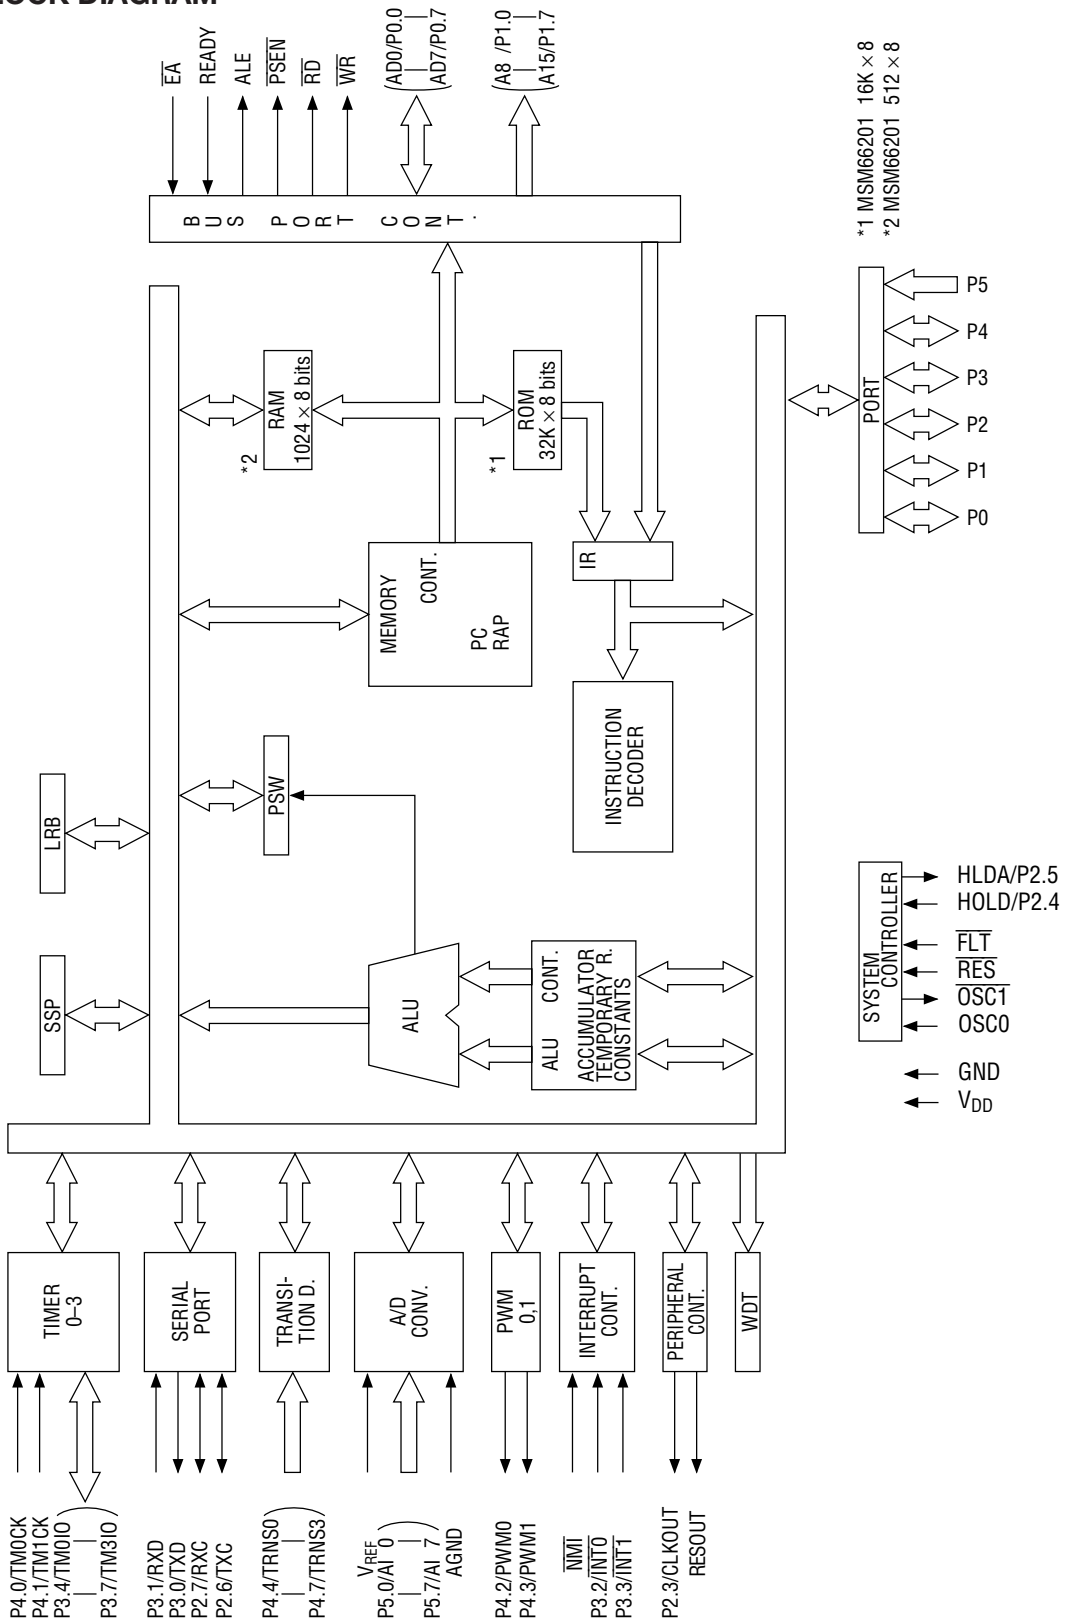 BLOCK DIAGRAM
EA
READY
ALE
PSEN
RD
WR
AD0/P0.0
AD7/P0.7
A8 /P1.0
A15/P1.7
BUS PORT CONT.
*1 MSM66201 16K × 8
*2 MSM66201 512 × 8
*2
RAM
1024 × 8 bits
*1
ROM
32K × 8 bits
PORT
P5
P4
P3
P2
P1
P0
MEMORY
CONT.
PC
RAP
IR
INSTRUCTION
DECODER
LRB
PSW
SSP
ALU
ALU CONT.
ACCUMULATOR
TEMPORARY R.
CONSTANTS
SYSTEM
CONTROLLER
HLDA/P2.5
HOLD/P2.4
FLT
RES
OSC1
OSC0
GND
VDD
TIMER
0–3
SERIAL
PORT
TRANSI-
TION D.
A/D
CONV.
PWM
0,1
INTERRUPT
CONT.
PERIPHERAL
CONT.
WDT
P4.0/TM0CK
P4.1/TM1CK
P3.4/TM0IO
P3.7/TM3IO
P3.1/RXD
P3.0/TXD
P2.7/RXC
P2.6/TXC
P4.4/TRNS0
P4.7/TRNS3
VREF
P5.0/AI 0
P5.7/AI 7
AGND
P4.2/PWM0
P4.3/PWM1
NMI
P3.2/INT0
P3.3/INT1
P2.3/CLKOUT
RESOUT